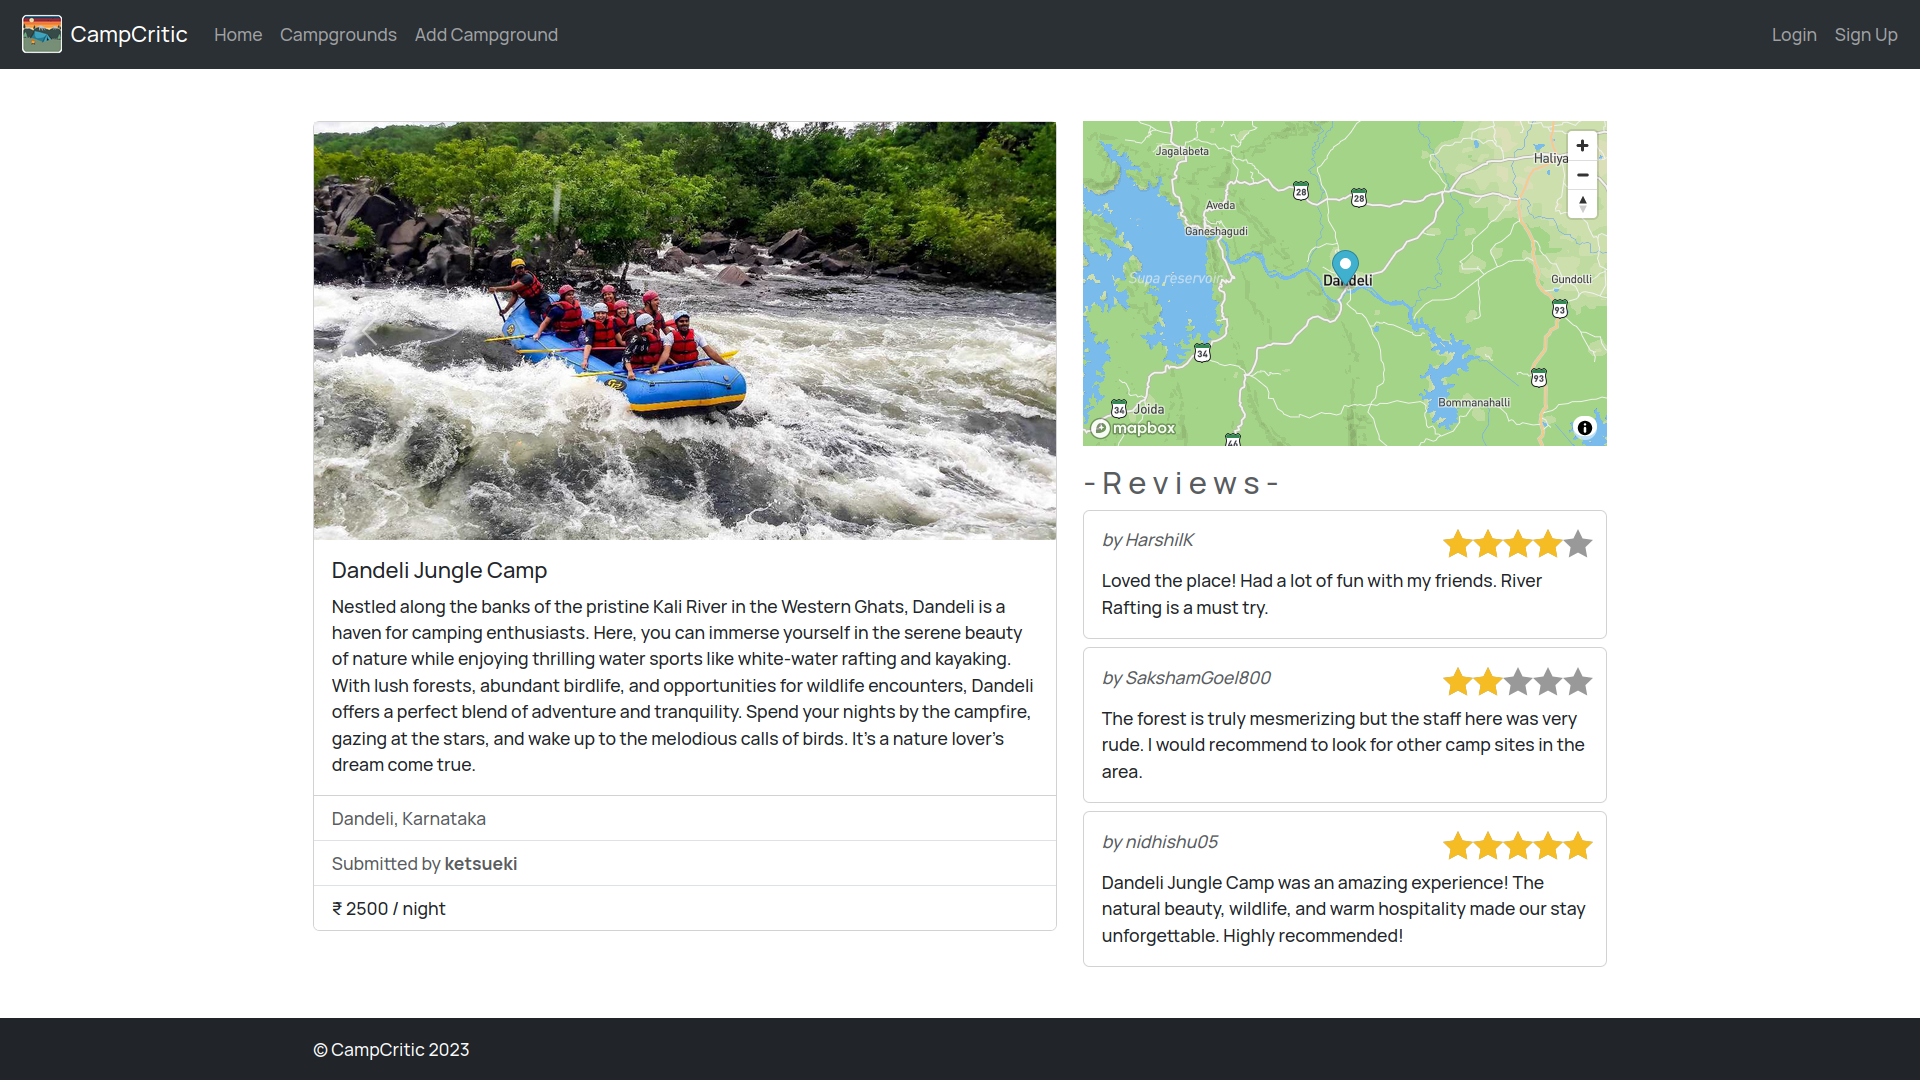 CampCritic
Home
Campgrounds
Add Campground
Login
Sign Up
Dandeli Jungle Camp
Nestled along the banks of the pristine Kali River in the Western Ghats, Dandeli is a
haven for camping enthusiasts. Here, you can immerse yourself in the serene beauty
of nature while enjoying thrilling water sports like white-water rafting and kayaking.
With lush forests, abundant birdlife, and opportunities for wildlife encounters, Dandeli
offers a perfect blend of adventure and tranquility. Spend your nights by the campfire,
gazing at the stars, and wake up to the melodious calls of birds. It's a nature lover's
dream come true.
Dandeli, Karnataka
Submitted by ketsueki
₹ 2500 / night
Jagalabeta
Haliya
28
28
Aveda
Ganeshagudi
Supa reservoir
Dandeli
Gundolli
93
34
93
Bommanahalli
34
Joida
mapbox
46
-Reviews-
by HarshilK
Loved the place! Had a lot of fun with my friends. River
Rafting is a must try.
by SakshamGoel800
The forest is truly mesmerizing but the staff here was very
rude. I would recommend to look for other camp sites in the
area.
by nidhishu05
Dandeli Jungle Camp was an amazing experience! The
natural beauty, wildlife, and warm hospitality made our stay
unforgettable. Highly recommended!
© CampCritic 2023